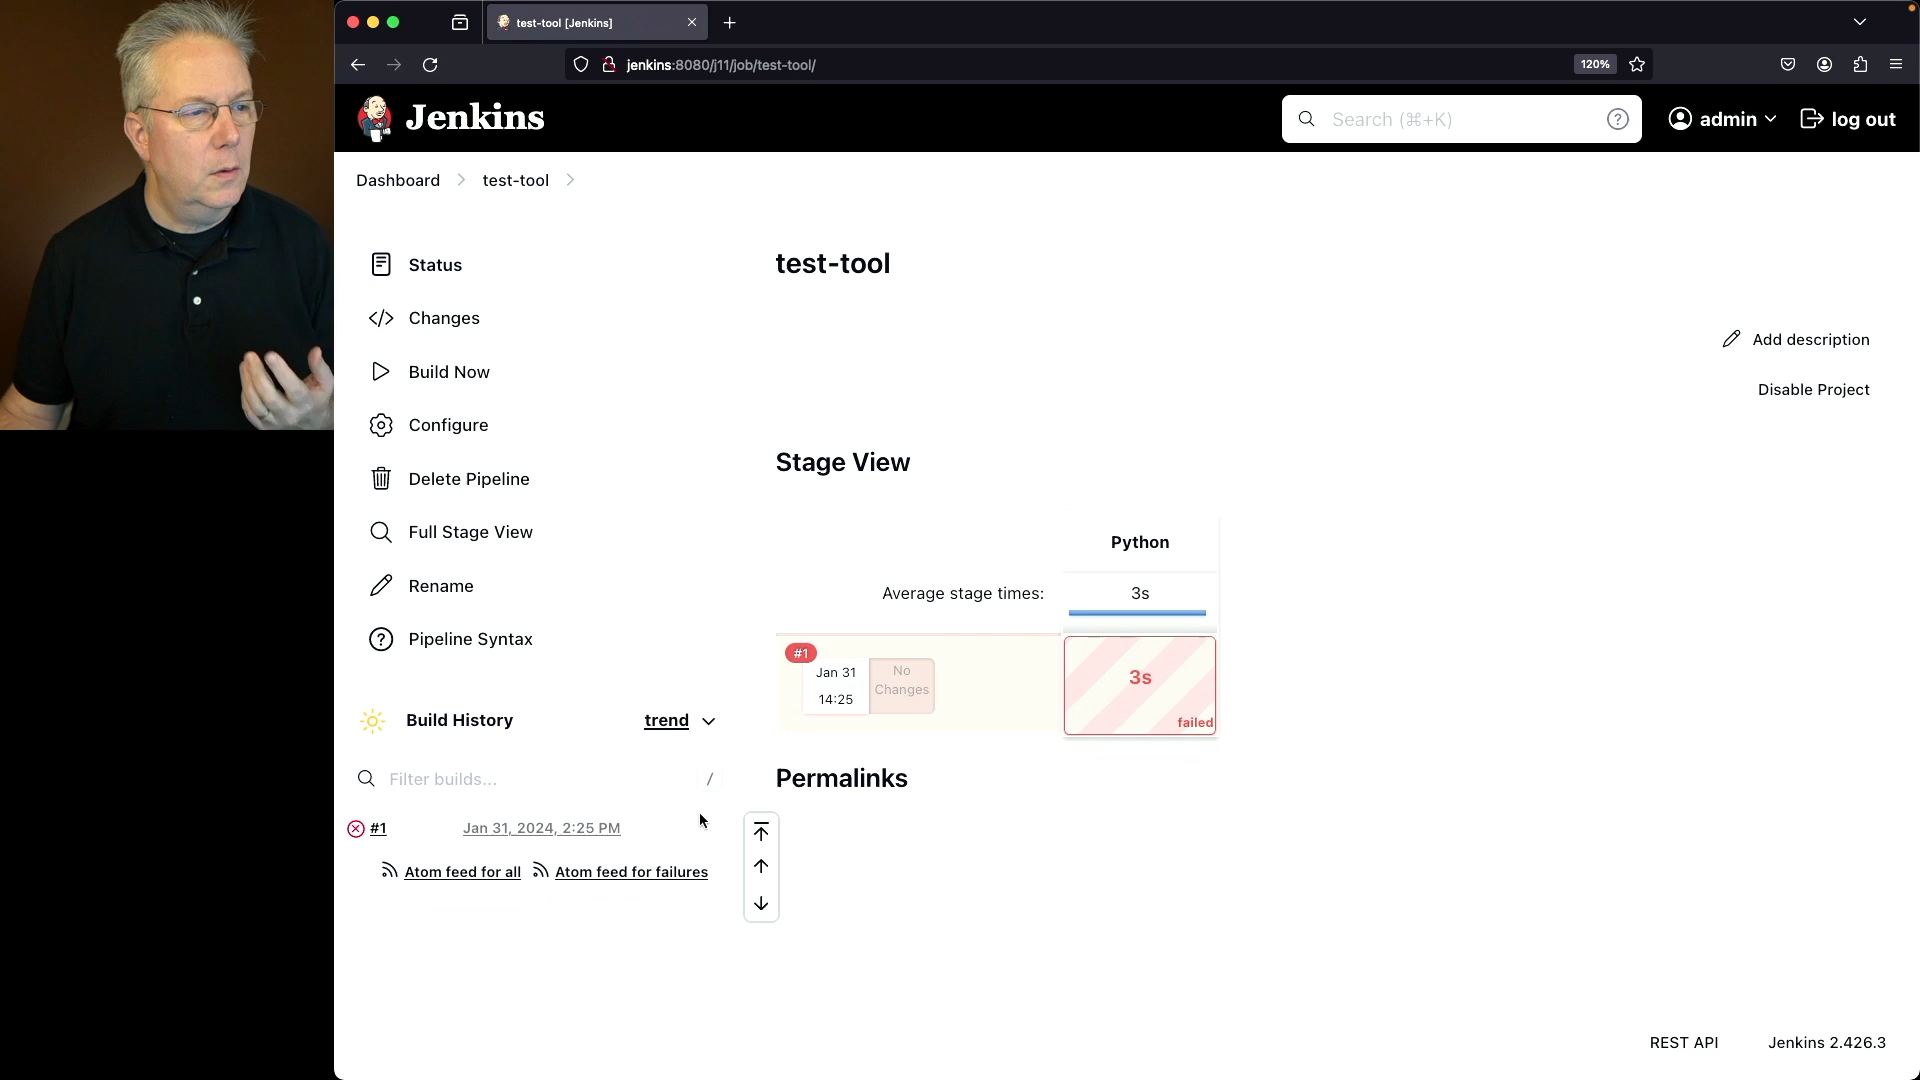 test-tool [Jenkins]
jenkins:8080/j11/job/test-tool/
120%
Jenkins
Search (⌘+K)
admin
log out
Dashboard
test-tool
Status
Changes
Build Now
Configure
Delete Pipeline
Full Stage View
Rename
Pipeline Syntax
Build History
trend
Filter builds...
/
#1
Jan 31, 2024, 2:25 PM
Atom feed for all
Atom feed for failures
test-tool
Add description
Disable Project
Stage View
Python
Average stage times:
3s
#1
Jan 31
14:25
No
Changes
3s
failed
Permalinks
REST API
Jenkins 2.426.3